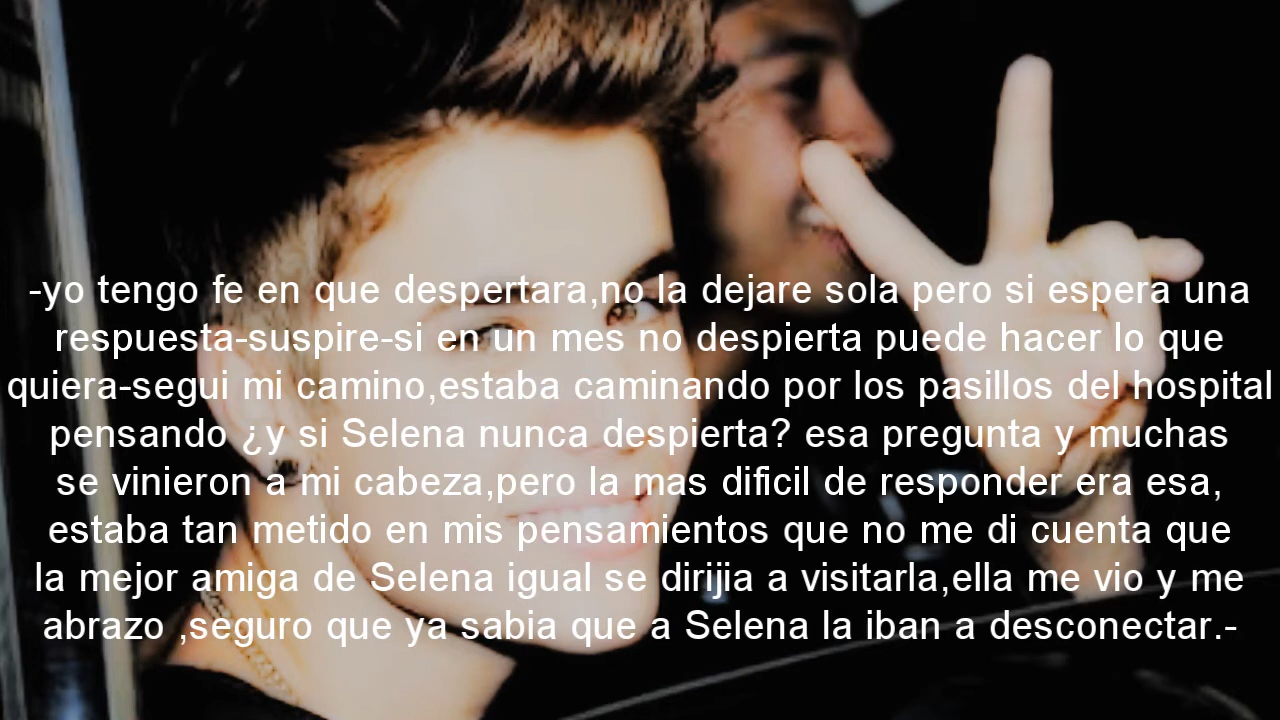 -yo tengo fe en que despertara,no la dejare sola pero si espera una
respuesta-suspire-si en un mes no despierta puede hacer lo que
quiera-segui mi camino,estaba caminando por los pasillos del hospital
pensando ¿y si Selena nunca despierta? esa pregunta y muchas
se vinieron a mi cabeza,pero la mas dificil de responder era esa,
estaba tan metido en mis pensamientos que no me di cuenta que
la mejor amiga de Selena igual se dirijia a visitarla,ella me vio y me
abrazo ,seguro que ya sabia que a Selena la iban a desconectar.-